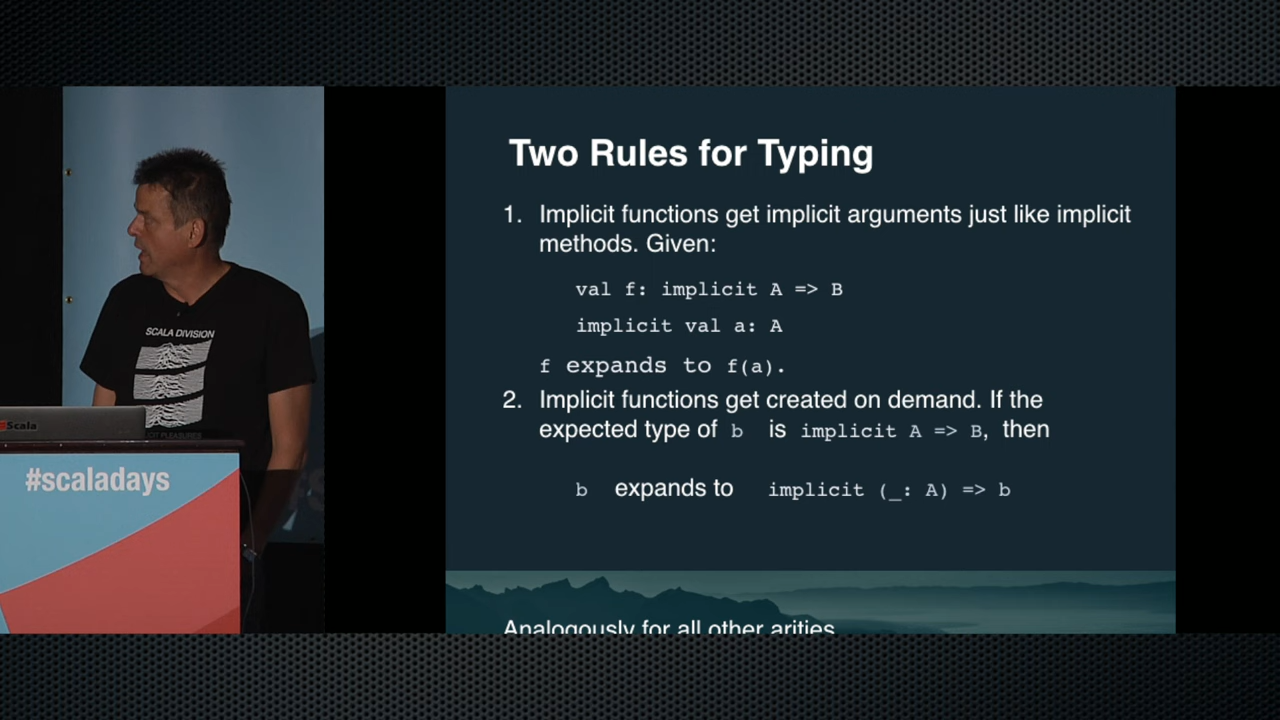 Two Rules for Typing
1. Implicit functions get implicit arguments just like implicit
methods. Given:
val f: implicit A => B
implicit val a: A
f expands to f(a).
2. Implicit functions get created on demand. If the
expected type of b is implicit A => B, then
b expands to implicit (_: A) => b
Analogously for all other arities
SCALA DIVISION
Scala
#scaladays